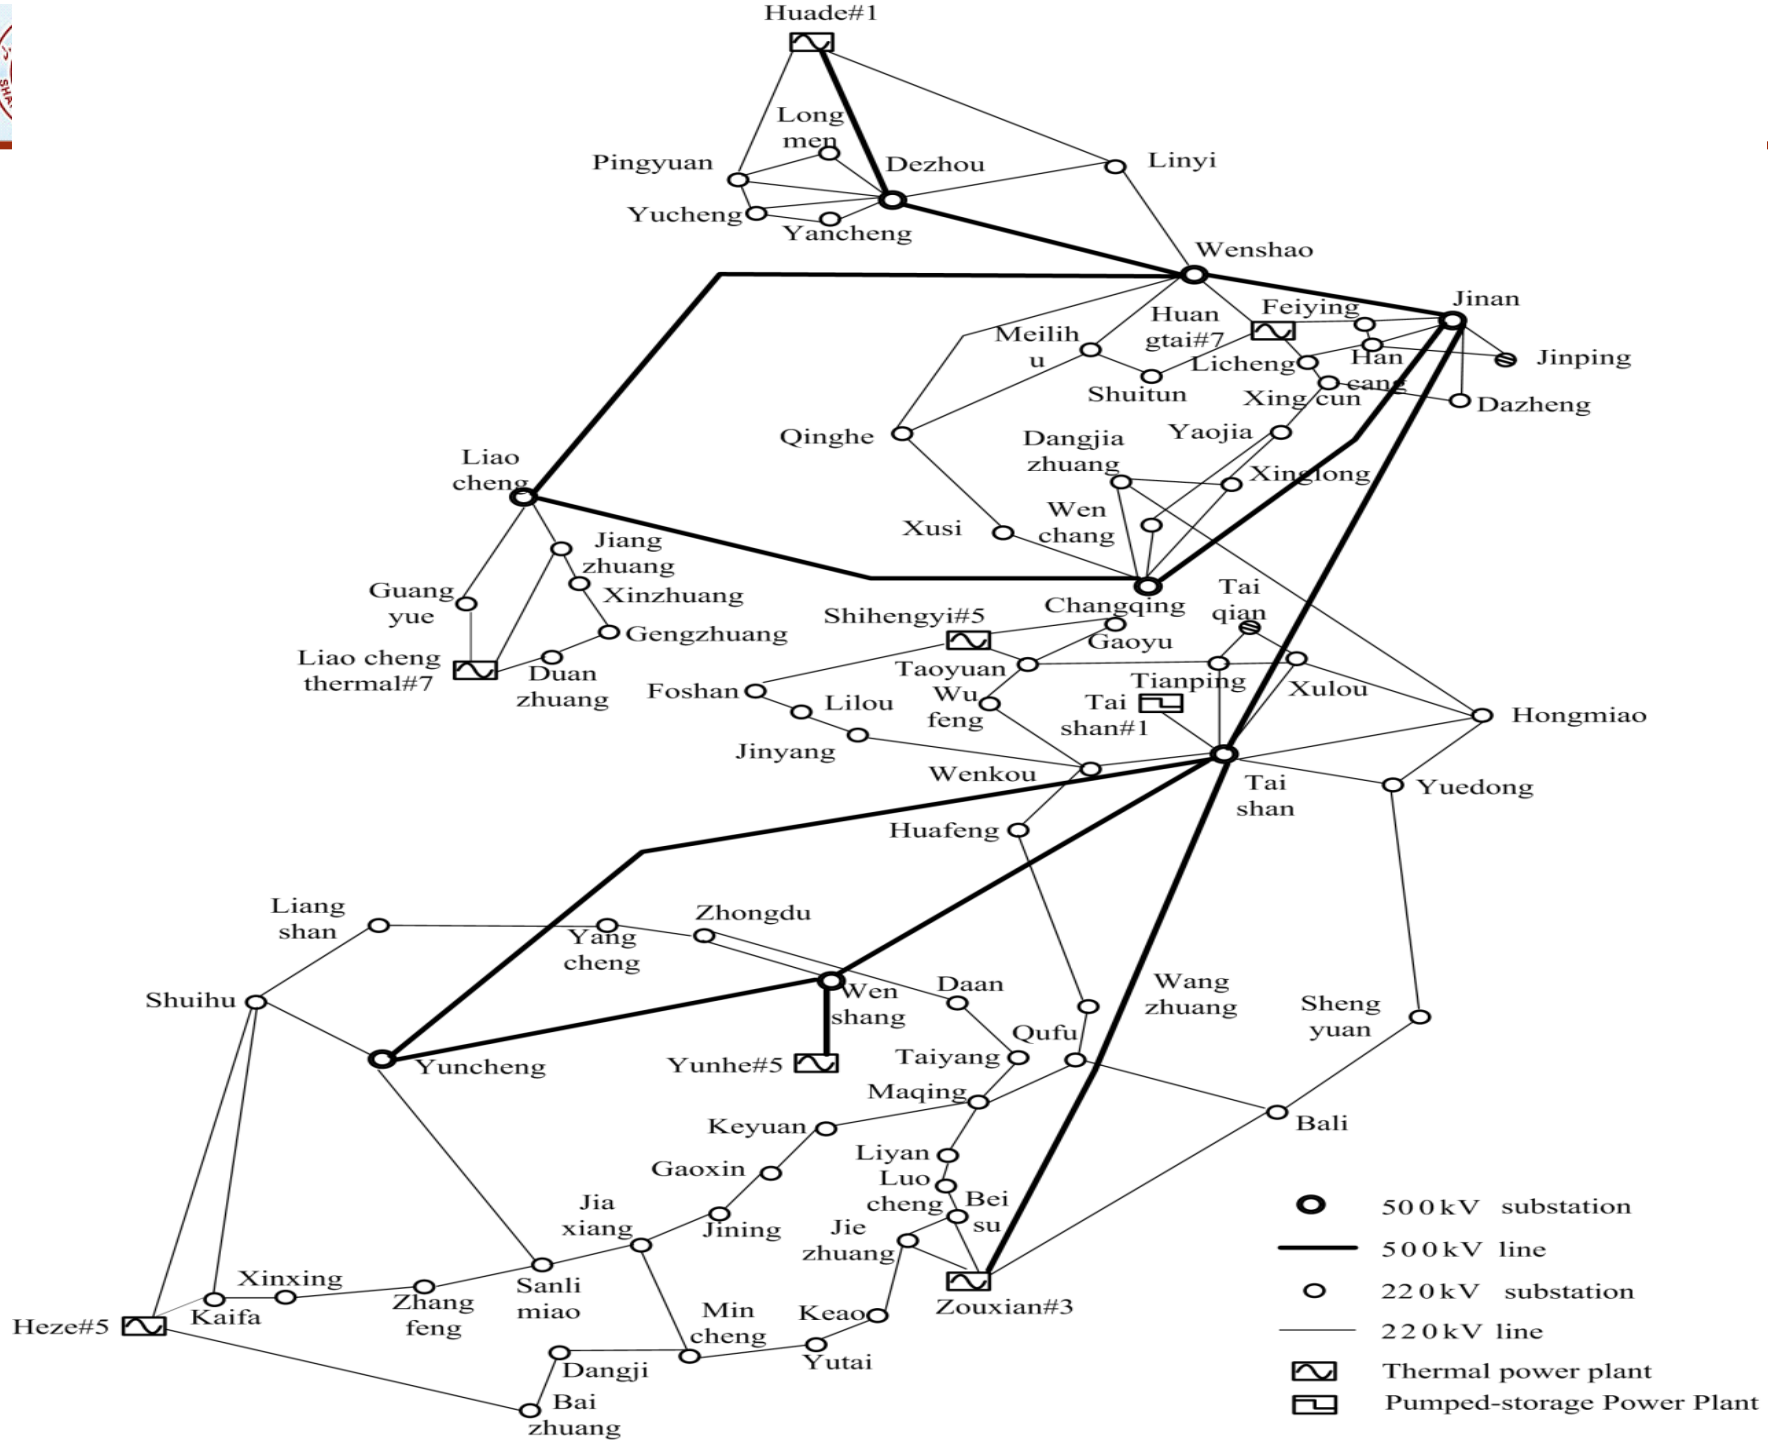 Huade#1
Long
men
Pingyuan
Dezhou
Linyi
Yucheng
Yancheng
Wenshao
Jinan
Feiying
Huan
gtai#7
Meilih
u
Licheng
Han
cang
Jinping
Shuitun
Xing cun
Dazheng
Qinghe
Dangjia
zhuang
Yaojia
Liao
cheng
Xinglong
Wen
chang
Xusi
Jiang
zhuang
Guang
yue
Xinzhuang
Changqing
Tai
qian
Shihengyi#5
Gengzhuang
Gaoyu
Liao cheng
thermal#7
Duan
zhuang
Taoyuan
Foshan
Tianping
Xulou
Lilou
Wu
feng
Tai
shan#1
Hongmiao
Jinyang
Wenkou
Tai
shan
Yuedong
Huafeng
Liang
shan
Zhongdu
Yang
cheng
Shuihu
Wen
shang
Daan
Wang
zhuang
Sheng
yuan
Qufu
Yuncheng
Yunhe#5
Taiyang
Maqing
Keyuan
Bali
Liyan
Gaoxin
Luo
cheng
Bei
su
Jia
xiang
Jining
Jie
zhuang
Xinxing
Sanli
miao
Zhang
feng
Kaifa
Heze#5
Min
cheng
Keao
Zouxian#3
Yutai
Dangji
Bai
zhuang
500kV substation
500kV line
220kV substation
220kV line
Thermal power plant
Pumped-storage Power Plant